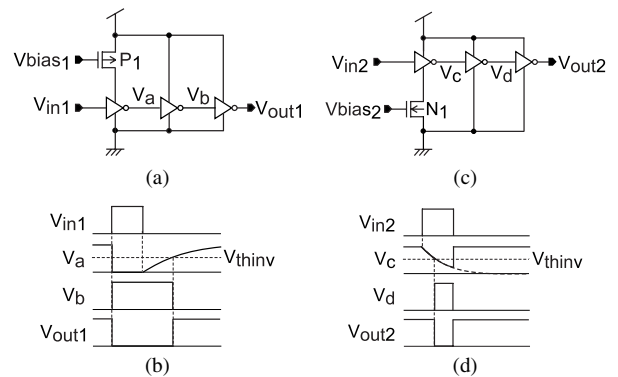 Vbias1
P1
Vin1
Va
Vb
Vout1
(a)
Vin2
Vc
Vd
Vout2
Vbias2
N1
(c)
Vin1
Va
Vthinv
Vb
Vout1
(b)
Vin2
Vc
Vthinv
Vd
Vout2
(d)